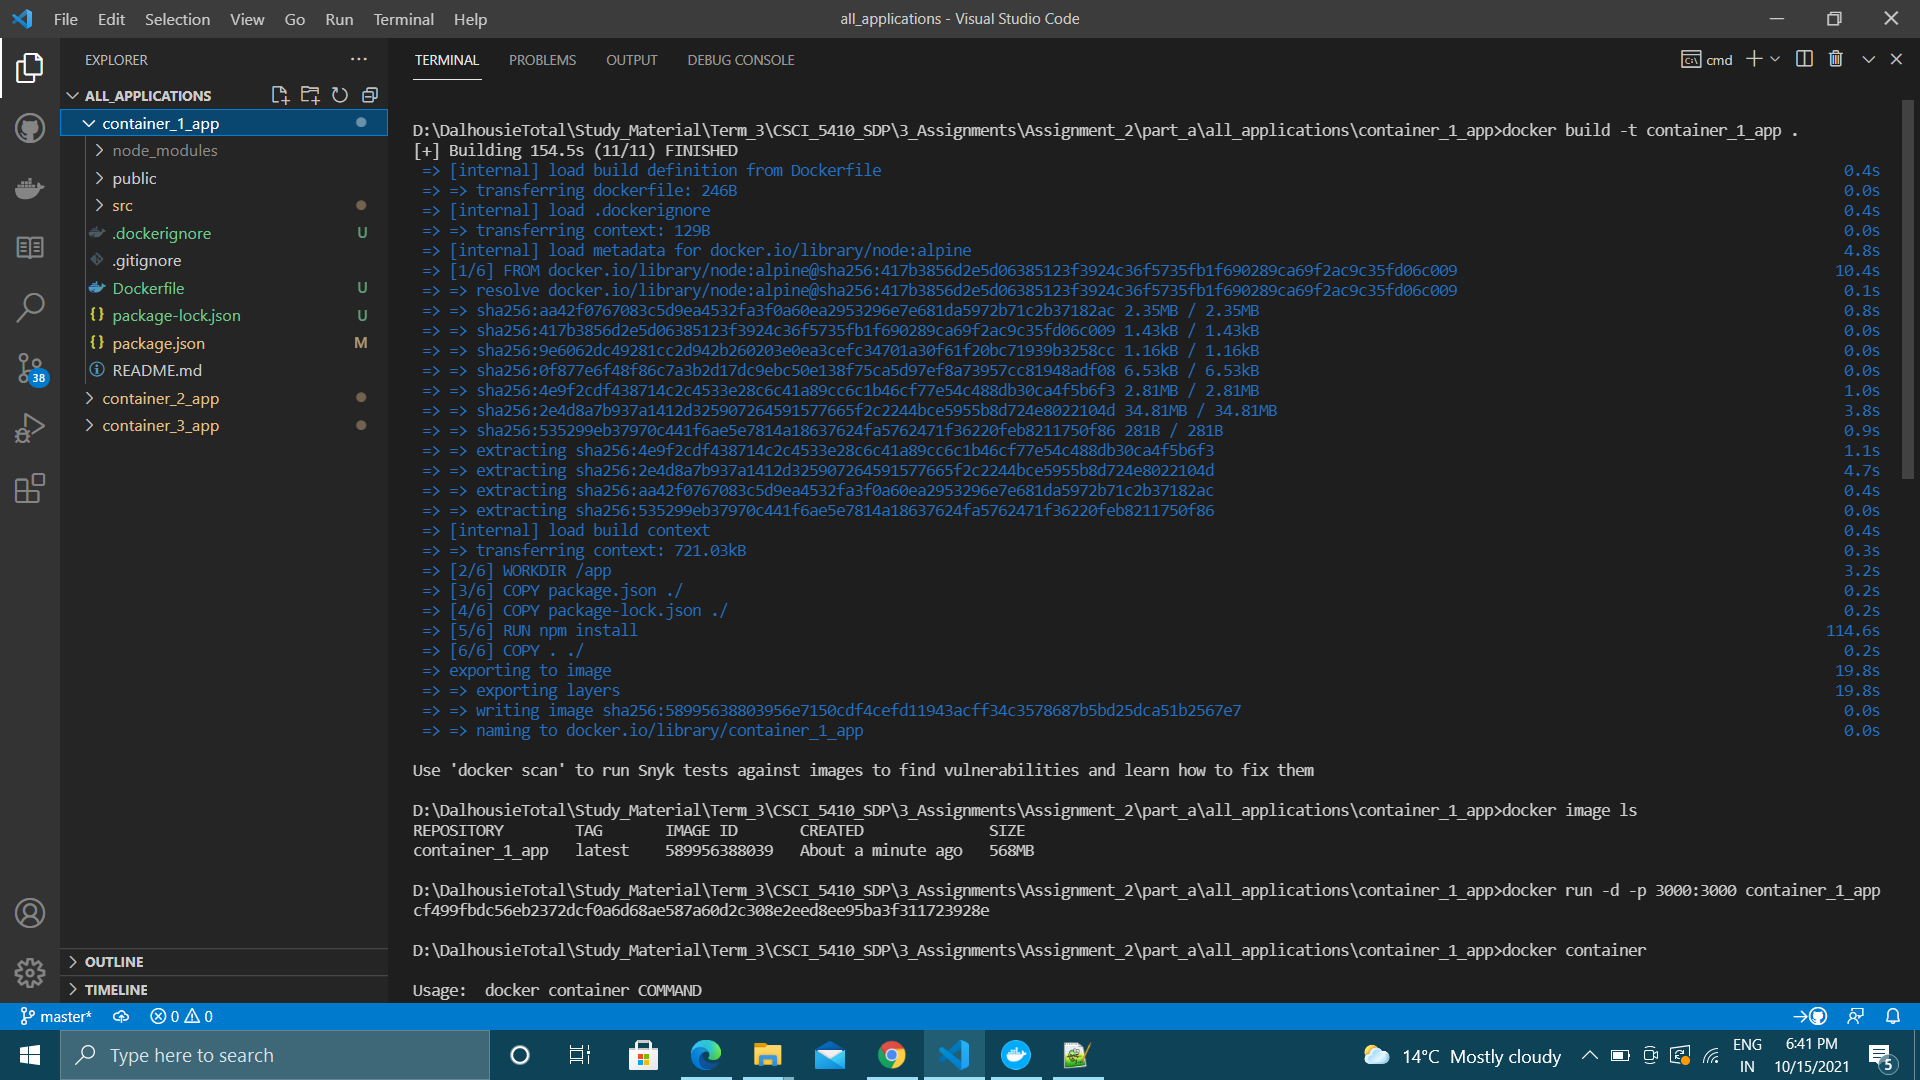 File Edit Selection View Go Run Terminal Help
all_applications - Visual Studio Code
EXPLORER
ALL_APPLICATIONS
container_1_app
node_modules
public
src
.dockerignore U
.gitignore
Dockerfile U
package-lock.json U
package.json M
README.md
container_2_app
container_3_app
38
OUTLINE
TIMELINE
TERMINAL PROBLEMS OUTPUT DEBUG CONSOLE
cmd
D:\DalhousieTotal\Study_Material\Term_3\CSCI_5410_SDP\3_Assignments\Assignment_2\part_a\all_applications\container_1_app>docker build -t container_1_app .
[+] Building 154.5s (11/11) FINISHED
=> [internal] load build definition from Dockerfile 0.4s
=> => transferring dockerfile: 246B 0.0s
=> [internal] load .dockerignore 0.4s
=> => transferring context: 129B 0.0s
=> [internal] load metadata for docker.io/library/node:alpine 4.8s
=> [1/6] FROM docker.io/library/node:alpine@sha256:417b3856d2e5d06385123f3924c36f5735fb1f690289ca69f2ac9c35fd06c009 10.4s
=> => resolve docker.io/library/node:alpine@sha256:417b3856d2e5d06385123f3924c36f5735fb1f690289ca69f2ac9c35fd06c009 0.1s
=> => sha256:aa42f0767083c5d9ea4532fa3f0a60ea2953296e7e681da5972b71c2b37182ac 2.35MB / 2.35MB 0.8s
=> => sha256:417b3856d2e5d06385123f3924c36f5735fb1f690289ca69f2ac9c35fd06c009 1.43kB / 1.43kB 0.0s
=> => sha256:9e6062dc49281cc2d942b260203e0ea3cefc34701a30f61f20bc71939b3258cc 1.16kB / 1.16kB 0.0s
=> => sha256:0f877e6f48f86c7a3b2d17dc9ebc50e138f75ca5d97ef8a73957cc81948adf08 6.53kB / 6.53kB 0.0s
=> => sha256:4e9f2cdf438714c2c4533e28c6c41a89cc6c1b46cf77e54c488db30ca4f5b6f3 2.81MB / 2.81MB 1.0s
=> => sha256:2e4d8a7b937a1412d325907264591577665f2c2244bce5955b8d724e8022104d 34.81MB / 34.81MB 3.8s
=> => sha256:535299eb37970c441f6ae5e7814a18637624fa5762471f36220feb8211750f86 281B / 281B 0.9s
=> => extracting sha256:4e9f2cdf438714c2c4533e28c6c41a89cc6c1b46cf77e54c488db30ca4f5b6f3 1.1s
=> => extracting sha256:2e4d8a7b937a1412d325907264591577665f2c2244bce5955b8d724e8022104d 4.7s
=> => extracting sha256:aa42f0767083c5d9ea4532fa3f0a60ea2953296e7e681da5972b71c2b37182ac 0.4s
=> => extracting sha256:535299eb37970c441f6ae5e7814a18637624fa5762471f36220feb8211750f86 0.0s
=> [internal] load build context 0.4s
=> => transferring context: 721.03kB 0.3s
=> [2/6] WORKDIR /app 3.2s
=> [3/6] COPY package.json ./ 0.2s
=> [4/6] COPY package-lock.json ./ 0.2s
=> [5/6] RUN npm install 114.6s
=> [6/6] COPY . ./ 0.2s
=> exporting to image 19.8s
=> => exporting layers 19.8s
=> => writing image sha256:58995638803956e7150cdf4cefd11943acff34c3578687b5bd25dca51b2567e7 0.0s
=> => naming to docker.io/library/container_1_app 0.0s
Use 'docker scan' to run Snyk tests against images to find vulnerabilities and learn how to fix them
D:\DalhousieTotal\Study_Material\Term_3\CSCI_5410_SDP\3_Assignments\Assignment_2\part_a\all_applications\container_1_app>docker image ls
REPOSITORY TAG IMAGE ID CREATED SIZE
container_1_app latest 589956388039 About a minute ago 568MB
D:\DalhousieTotal\Study_Material\Term_3\CSCI_5410_SDP\3_Assignments\Assignment_2\part_a\all_applications\container_1_app>docker run -d -p 3000:3000 container_1_app
cf499fbdc56eb2372dcf0a6d68ae587a60d2c308e2eed8ee95ba3f311723928e
D:\DalhousieTotal\Study_Material\Term_3\CSCI_5410_SDP\3_Assignments\Assignment_2\part_a\all_applications\container_1_app>docker container
Usage: docker container COMMAND
master* 0 0
Type here to search
14°C Mostly cloudy
ENG
IN
6:41 PM
10/15/2021
5